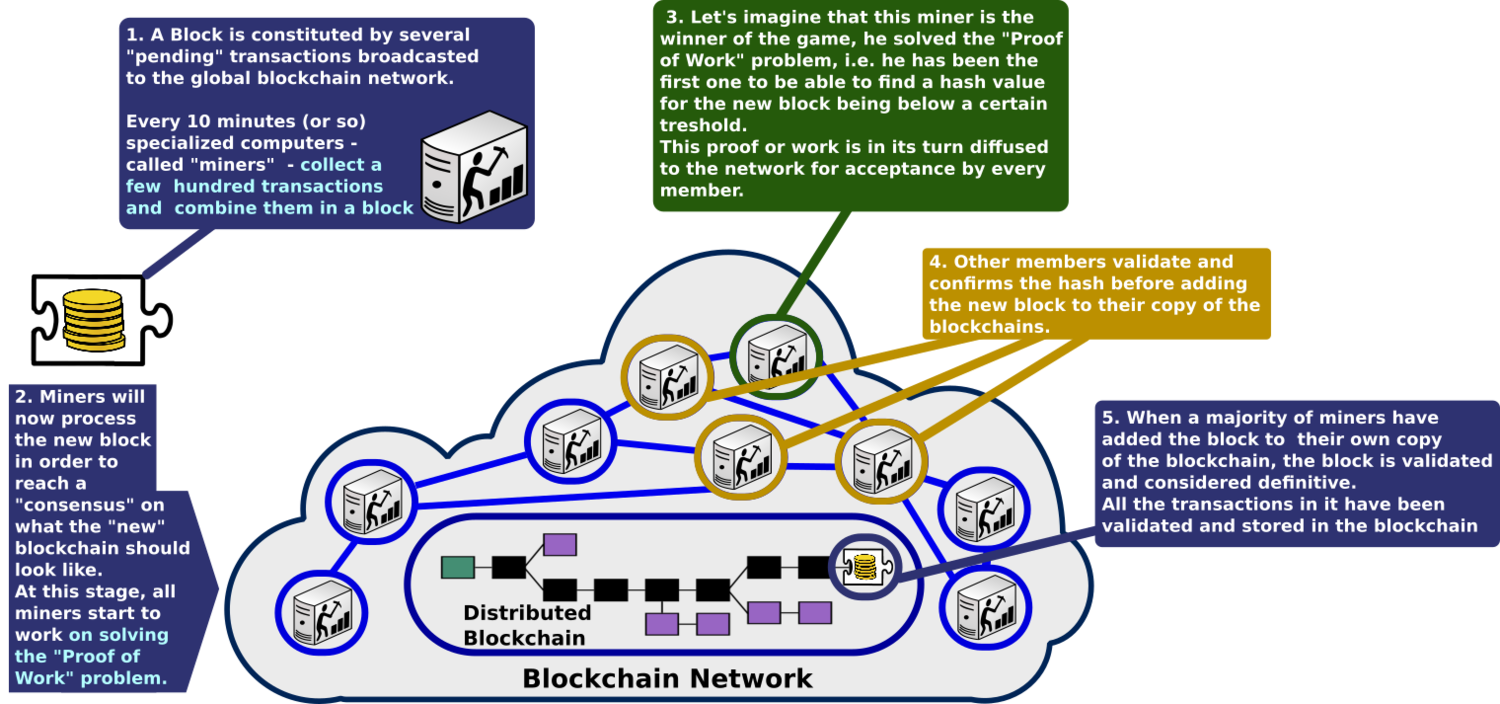 1. A Block is constituted by several
"pending" transactions broadcasted
to the global blockchain network.
Every 10 minutes (or so)
specialized computers -
called "miners" - collect a
few hundred transactions
and combine them in a block
2. Miners will
now process
the new block
in order to
reach a
"consensus" on
what the "new"
blockchain should
look like.
At this stage, all
miners start to
work on solving
the "Proof of
Work" problem.
3. Let's imagine that this miner is the
winner of the game, he solved the "Proof
of Work" problem, i.e. he has been the
first one to be able to find a hash value
for the new block being below a certain
treshold.
This proof or work is in its turn diffused
to the network for acceptance by every
member.
4. Other members validate and
confirms the hash before adding
the new block to their copy of the
blockchains.
5. When a majority of miners have
added the block to their own copy
of the blockchain, the block is validated
and considered definitive.
All the transactions in it have been
validated and stored in the blockchain
Distributed
Blockchain
Blockchain Network